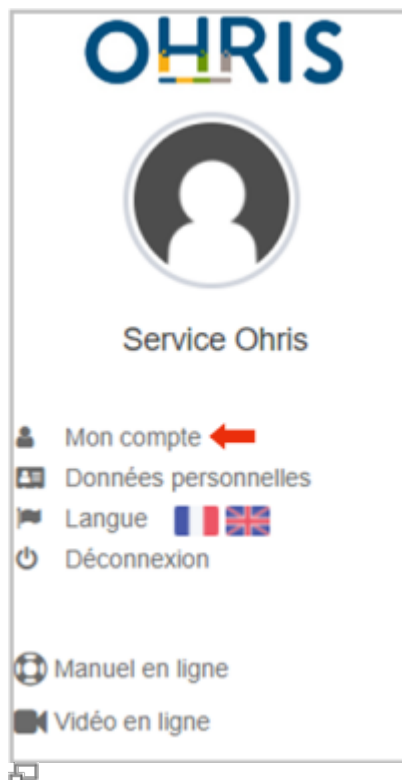 OHRIS
Service Ohris
Mon compte
Données personnelles
Langue
Déconnexion
Manuel en ligne
Vidéo en ligne